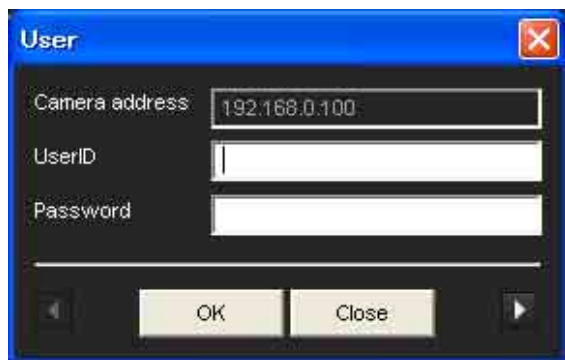 User
Camera address 192.168.0.100
UserID
Password
OK Close